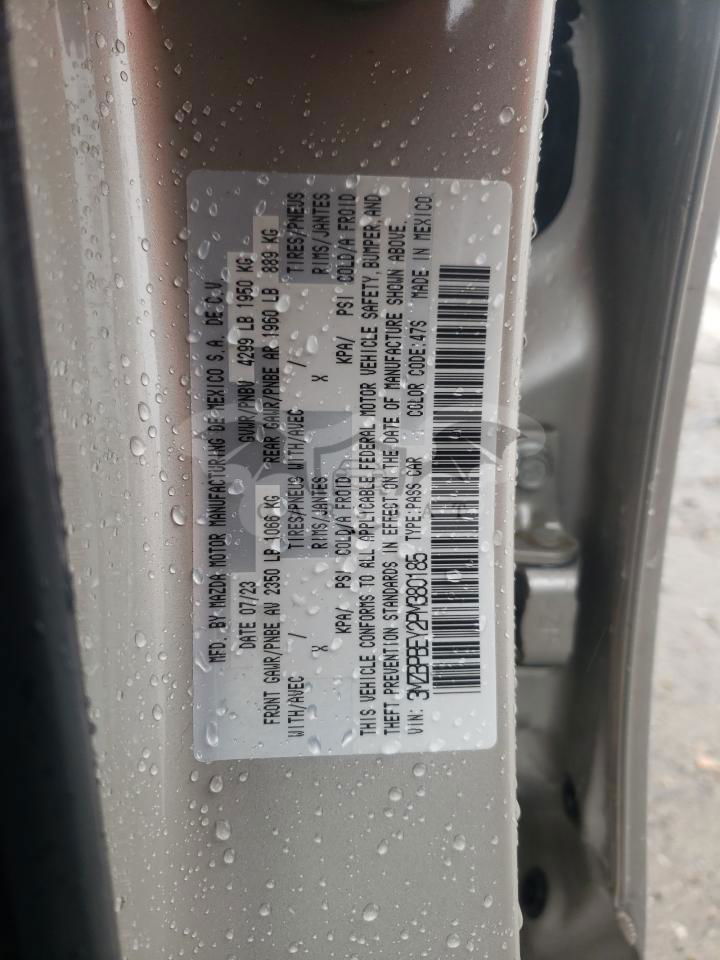 MFD. BY MAZDA MOTOR MANUFACTURING DE MEXICO S.A. DE C.V
DATE 07/23 GVWR/PNBV 4299 LB 1950 KG
FRONT GAWR/PNBE AV 2350 LB 1066 KG REAR GAWR/PNBE AR 1960 LB 889 KG
WITH/AVEC / TIRES/PNEUS WITH/AVEC / TIRES/PNEUS
X RIMS/JANTES X RIMS/JANTES
KPA/ PSI COLD/A FROID KPA/ PSI COLD/A FROID
THIS VEHICLE CONFORMS TO ALL APPLICABLE FEDERAL MOTOR VEHICLE SAFETY, BUMPER, AND
THEFT PREVENTION STANDARDS IN EFFECT ON THE DATE OF MANUFACTURE SHOWN ABOVE.
VIN: 3MZBPBEY2PM380185 TYPE:PASS CAR COLOR CODE:47S MADE IN MEXICO